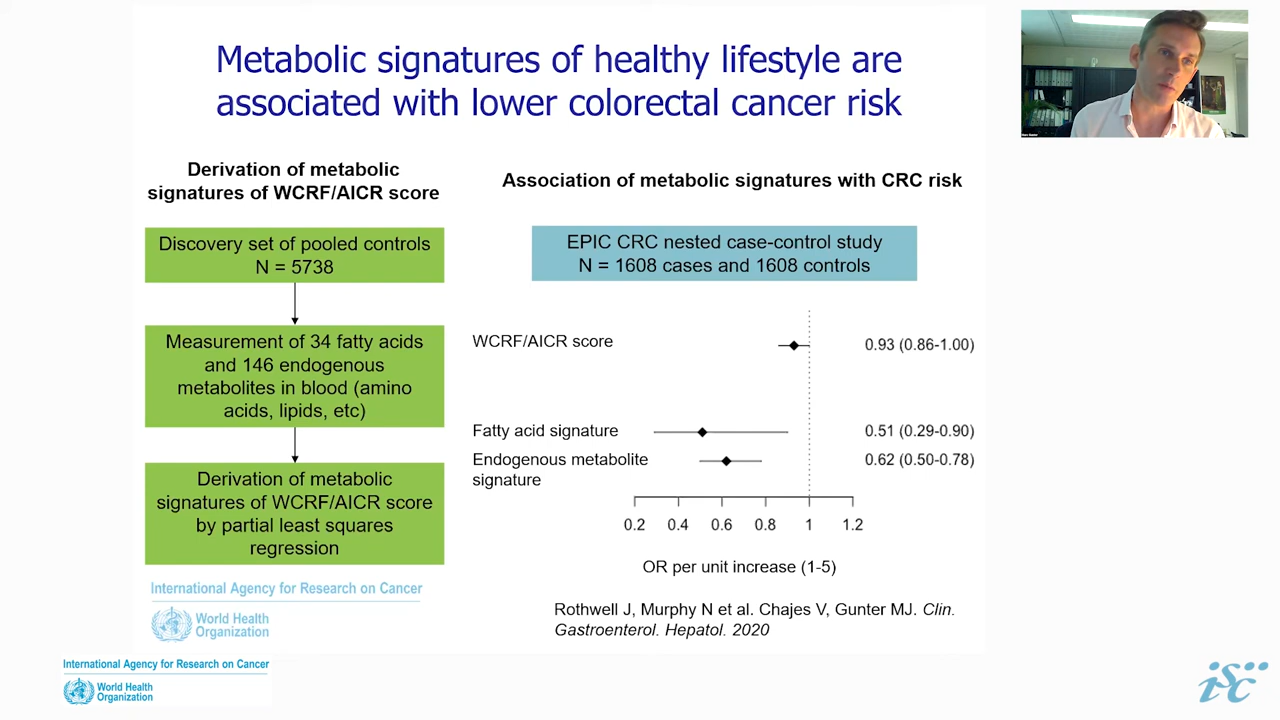 Metabolic signatures of healthy lifestyle are
associated with lower colorectal cancer risk
Derivation of metabolic
signatures of WCRF/AICR score
Discovery set of pooled controls
N = 5738
Measurement of 34 fatty acids
and 146 endogenous
metabolites in blood (amino
acids, lipids, etc)
Derivation of metabolic
signatures of WCRF/AICR score
by partial least squares
regression
Association of metabolic signatures with CRC risk
EPIC CRC nested case-control study
N = 1608 cases and 1608 controls
WCRF/AICR score
0.93 (0.86-1.00)
Fatty acid signature
0.51 (0.29-0.90)
Endogenous metabolite
signature
0.62 (0.50-0.78)
0.2 0.4 0.6 0.8 1 1.2
OR per unit increase (1-5)
Rothwell J, Murphy N et al. Chajes V, Gunter MJ. Clin.
Gastroenterol. Hepatol. 2020
International Agency for Research on Cancer
World Health
Organization
International Agency for Research on Cancer
World Health
Organization
isc